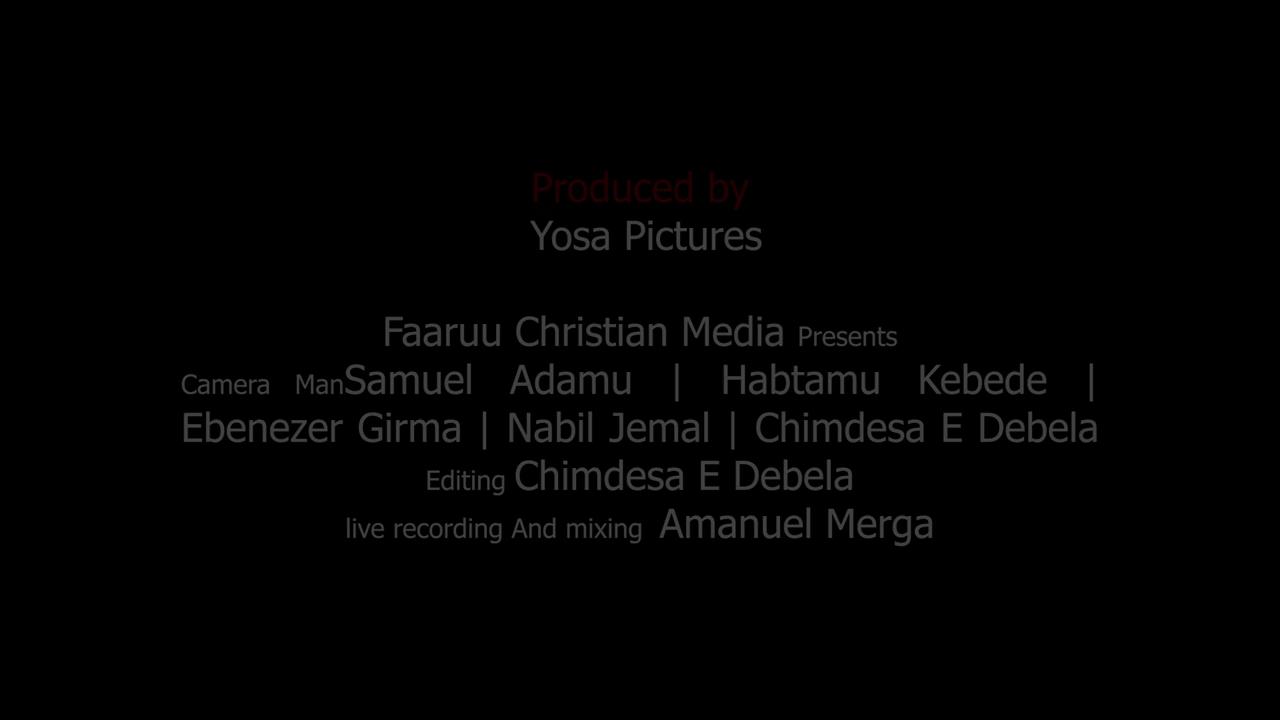 Produced by
Yosa Pictures
Faaruu Christian Media Presents
Camera ManSamuel Adamu | Habtamu Kebede |
Ebenezer Girma | Nabil Jemal | Chimdesa E Debela
Editing Chimdesa E Debela
live recording And mixing Amanuel Merga